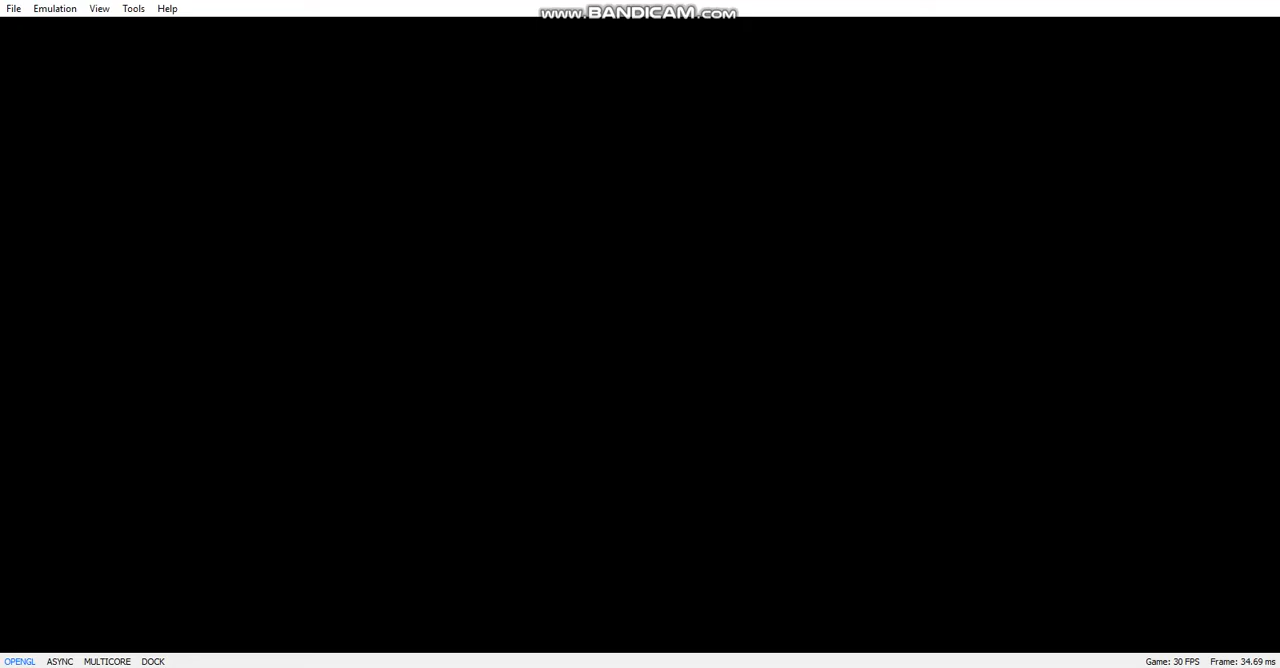 File Emulation View Tools Help
www.BANDICAM.com
OPENGL ASYNC MULTICORE DOCK Game: 30 FPS Frame: 34.69 ms